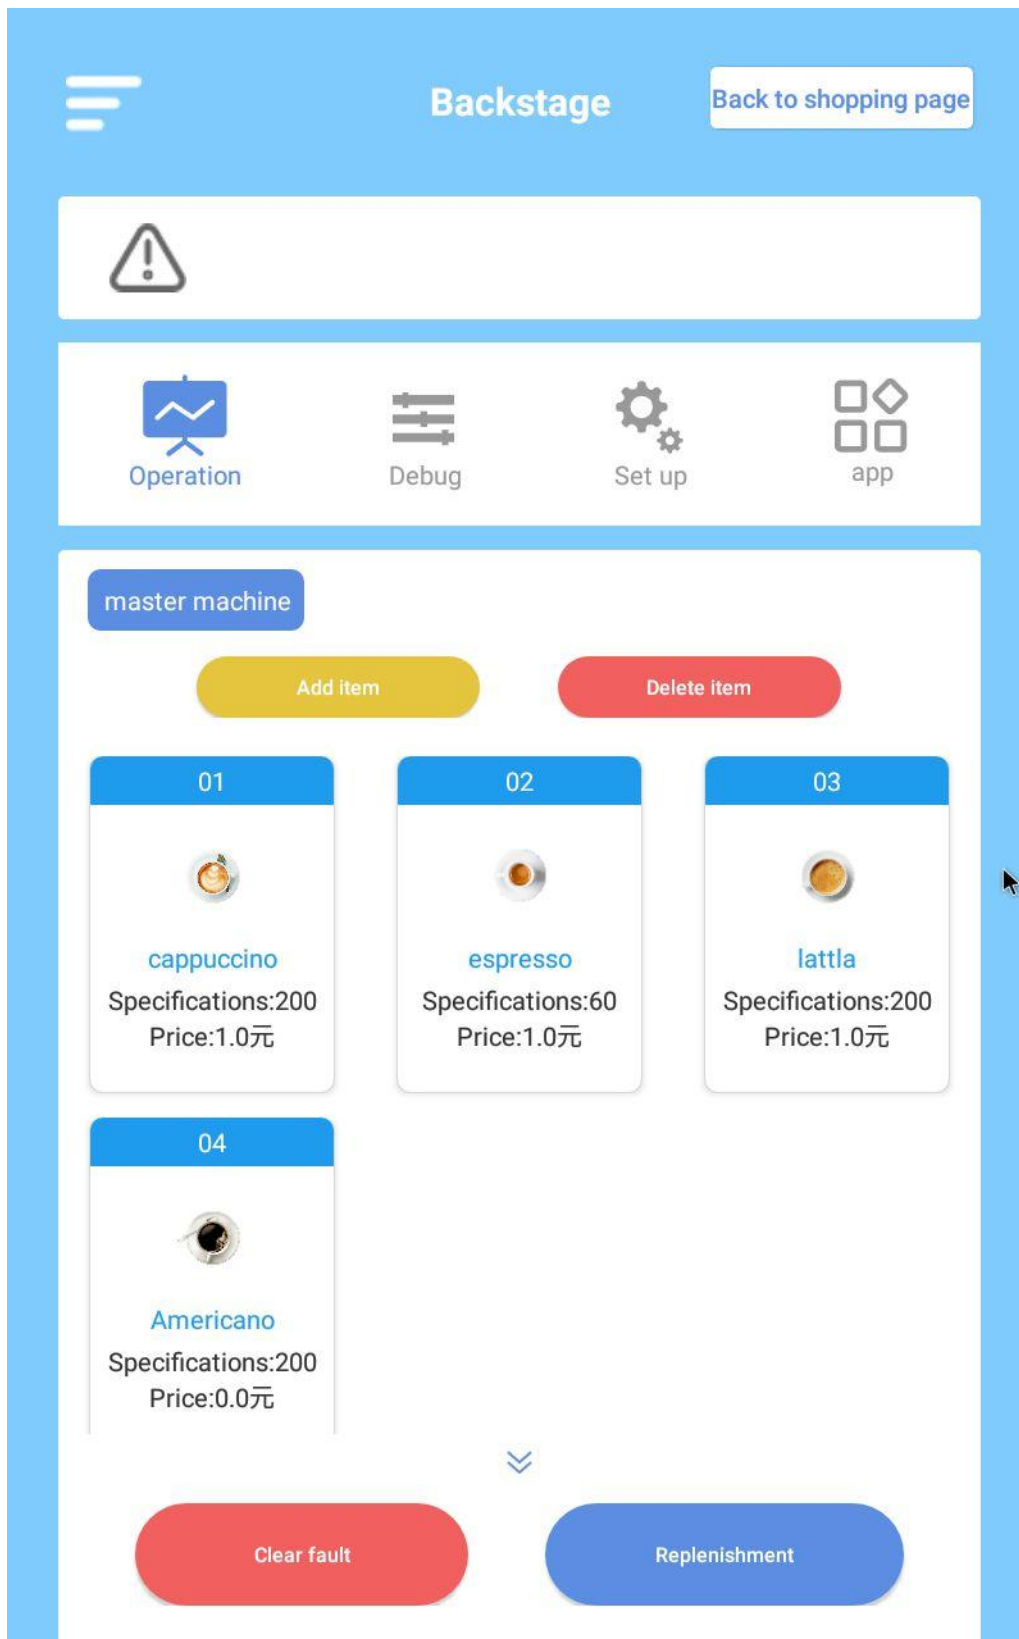 Backstage
Back to shopping page
Operation
Debug
Set up
app
master machine
Add item
Delete item
01
02
03
cappuccino
espresso
lattla
Specifications:200
Specifications:60
Specifications:200
Price:1.0元
Price:1.0元
Price:1.0元
04
Americano
Specifications:200
Price:0.0元
Clear fault
Replenishment